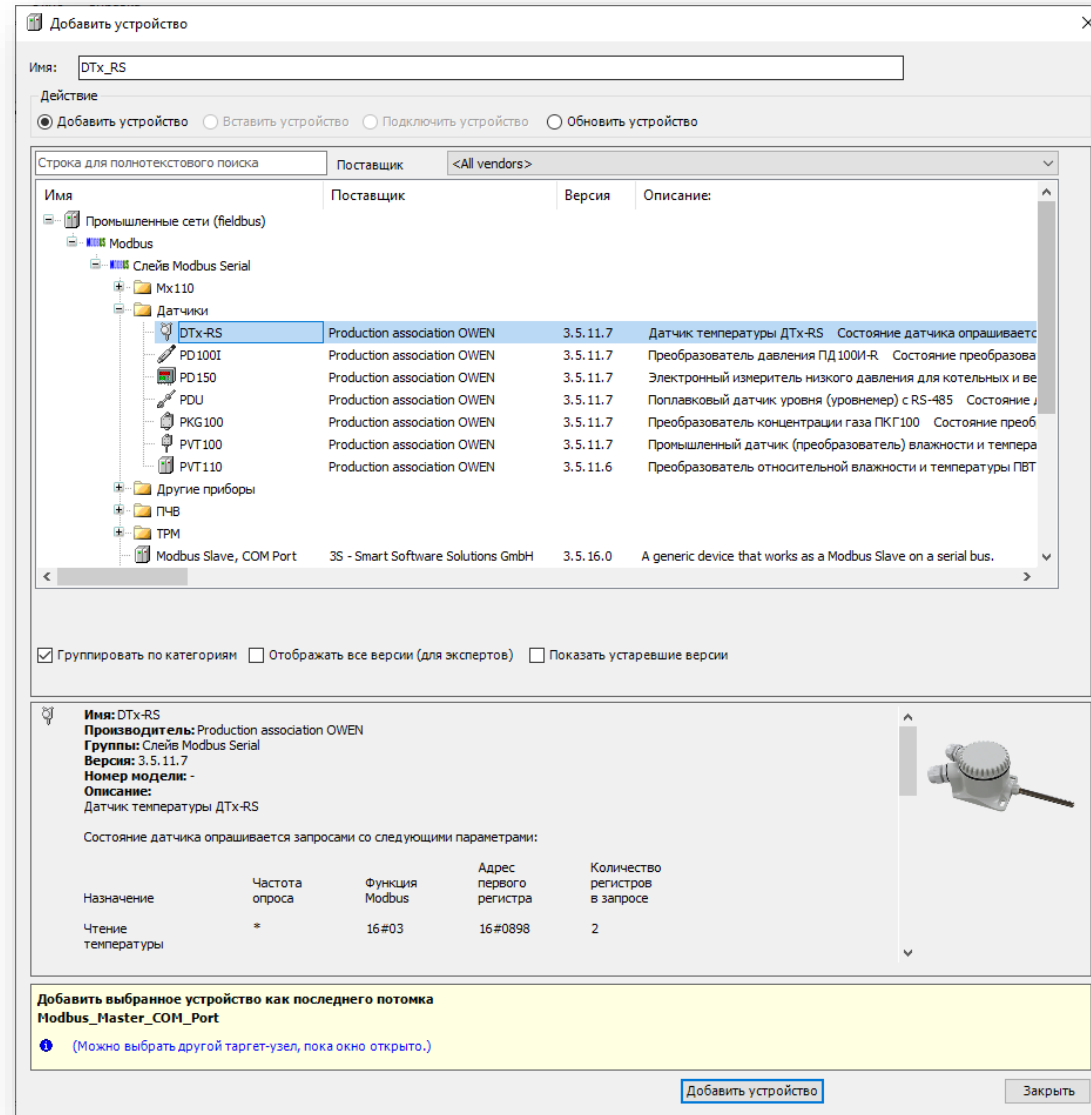 Добавить устройство
Имя: DTx_RS
Действие
Добавить устройство Вставить устройство Подключить устройство Обновить устройство
Строка для полнотекстового поиска Поставщик <All vendors>
Имя Поставщик Версия Описание:
Промышленные сети (fieldbus)
Modbus
Слейв Modbus Serial
Mx110
Датчики
DTx-RS Production association OWEN 3.5.11.7 Датчик температуры ДТх-RS Состояние датчика опрашиваетс
PD100I Production association OWEN 3.5.11.7 Преобразователь давления ПД100И-R Состояние преобразова
PD150 Production association OWEN 3.5.11.7 Электронный измеритель низкого давления для котельных и ве
PDU Production association OWEN 3.5.11.7 Поплавковый датчик уровня (уровнемер) с RS-485 Состояние
PKG100 Production association OWEN 3.5.11.7 Преобразователь концентрации газа ПКГ100 Состояние преоб
PVT100 Production association OWEN 3.5.11.7 Промышленный датчик (преобразователь) влажности и темпера
PVT110 Production association OWEN 3.5.11.6 Преобразователь относительной влажности и температуры ПВТ
Другие приборы
ПЧВ
ТРМ
Modbus Slave, COM Port 3S - Smart Software Solutions GmbH 3.5.16.0 A generic device that works as a Modbus Slave on a serial bus.
Группировать по категориям Отображать все версии (для экспертов) Показать устаревшие версии
Имя: DTx-RS
Производитель: Production association OWEN
Группы: Слейв Modbus Serial
Версия: 3.5.11.7
Номер модели: -
Описание:
Датчик температуры ДТх-RS
Состояние датчика опрашивается запросами со следующими параметрами:
Адрес Количество
Частота Функция первого регистров
Назначение опроса Modbus регистра в запросе
Чтение * 16#03 16#0898 2
температуры
Добавить выбранное устройство как последнего потомка
Modbus_Master_COM_Port
(Можно выбрать другой таргет-узел, пока окно открыто.)
Добавить устройство Закрыть